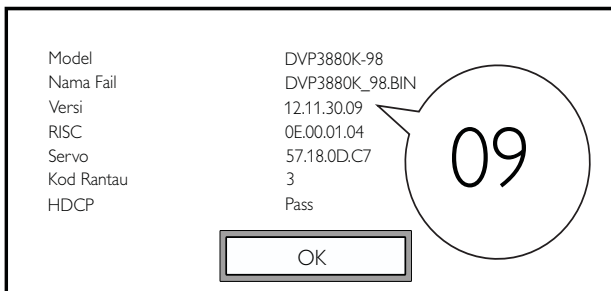 Model DVP3880K-98
Nama Fail DVP3880K_98.BIN
Versi 12.11.30.09
RISC 0E.00.01.04
Servo 57.18.0D.C7
Kod Rantau 3
HDCP Pass
09
OK